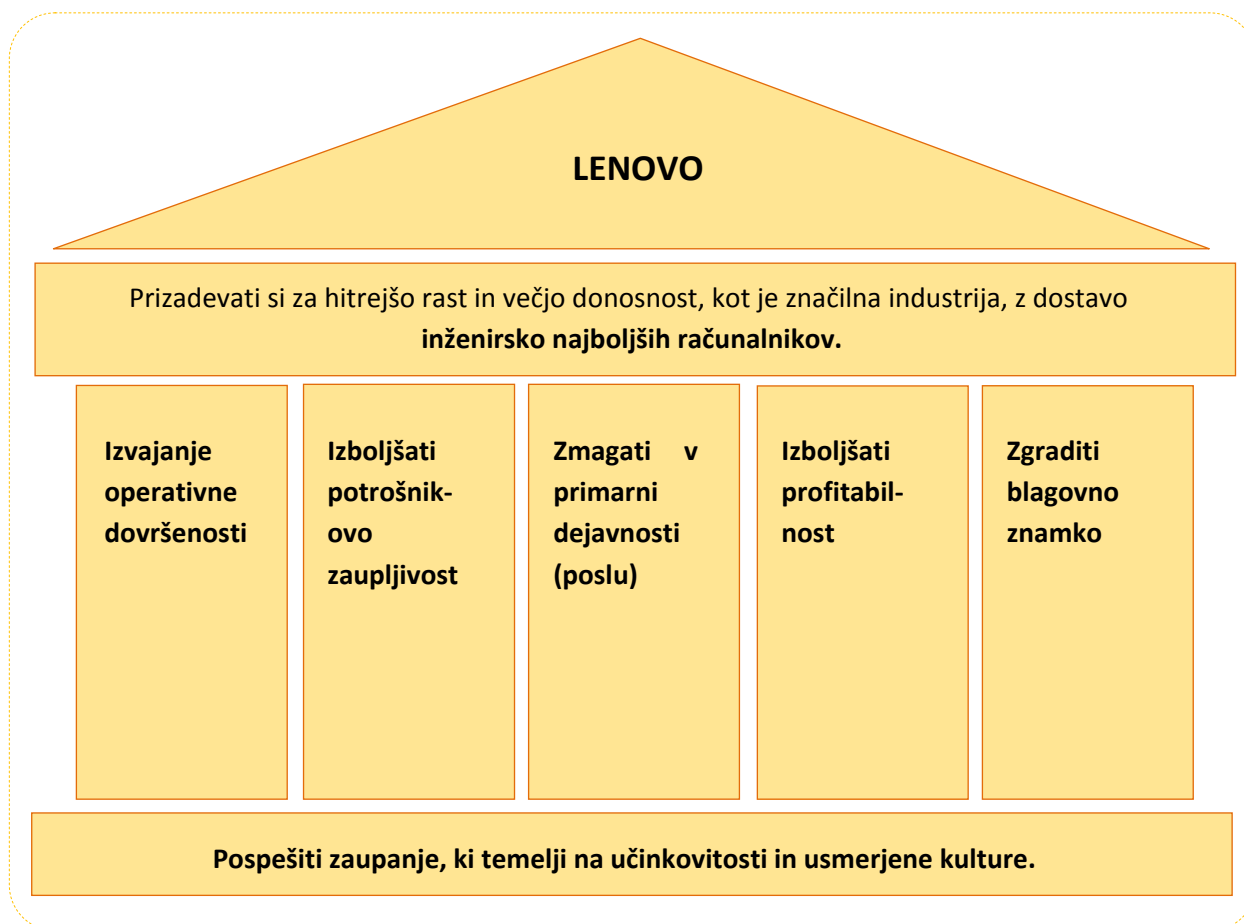 LENOVO
Prizadevati si za hitrejšo rast in večjo donosnost, kot je značilna industrija, z dostavo
inženirsko najboljših računalnikov.
Izvajanje
operativne
dovršenosti
Izboljšati
potrošnik-
ovo
zaupljivost
Zmagati v
primarni
dejavnosti
(poslu)
Izboljšati
profitabil-
nost
Zgraditi
blagovno
znamko
Pospešiti zaupanje, ki temelji na učinkovitosti in usmerjene kulture.